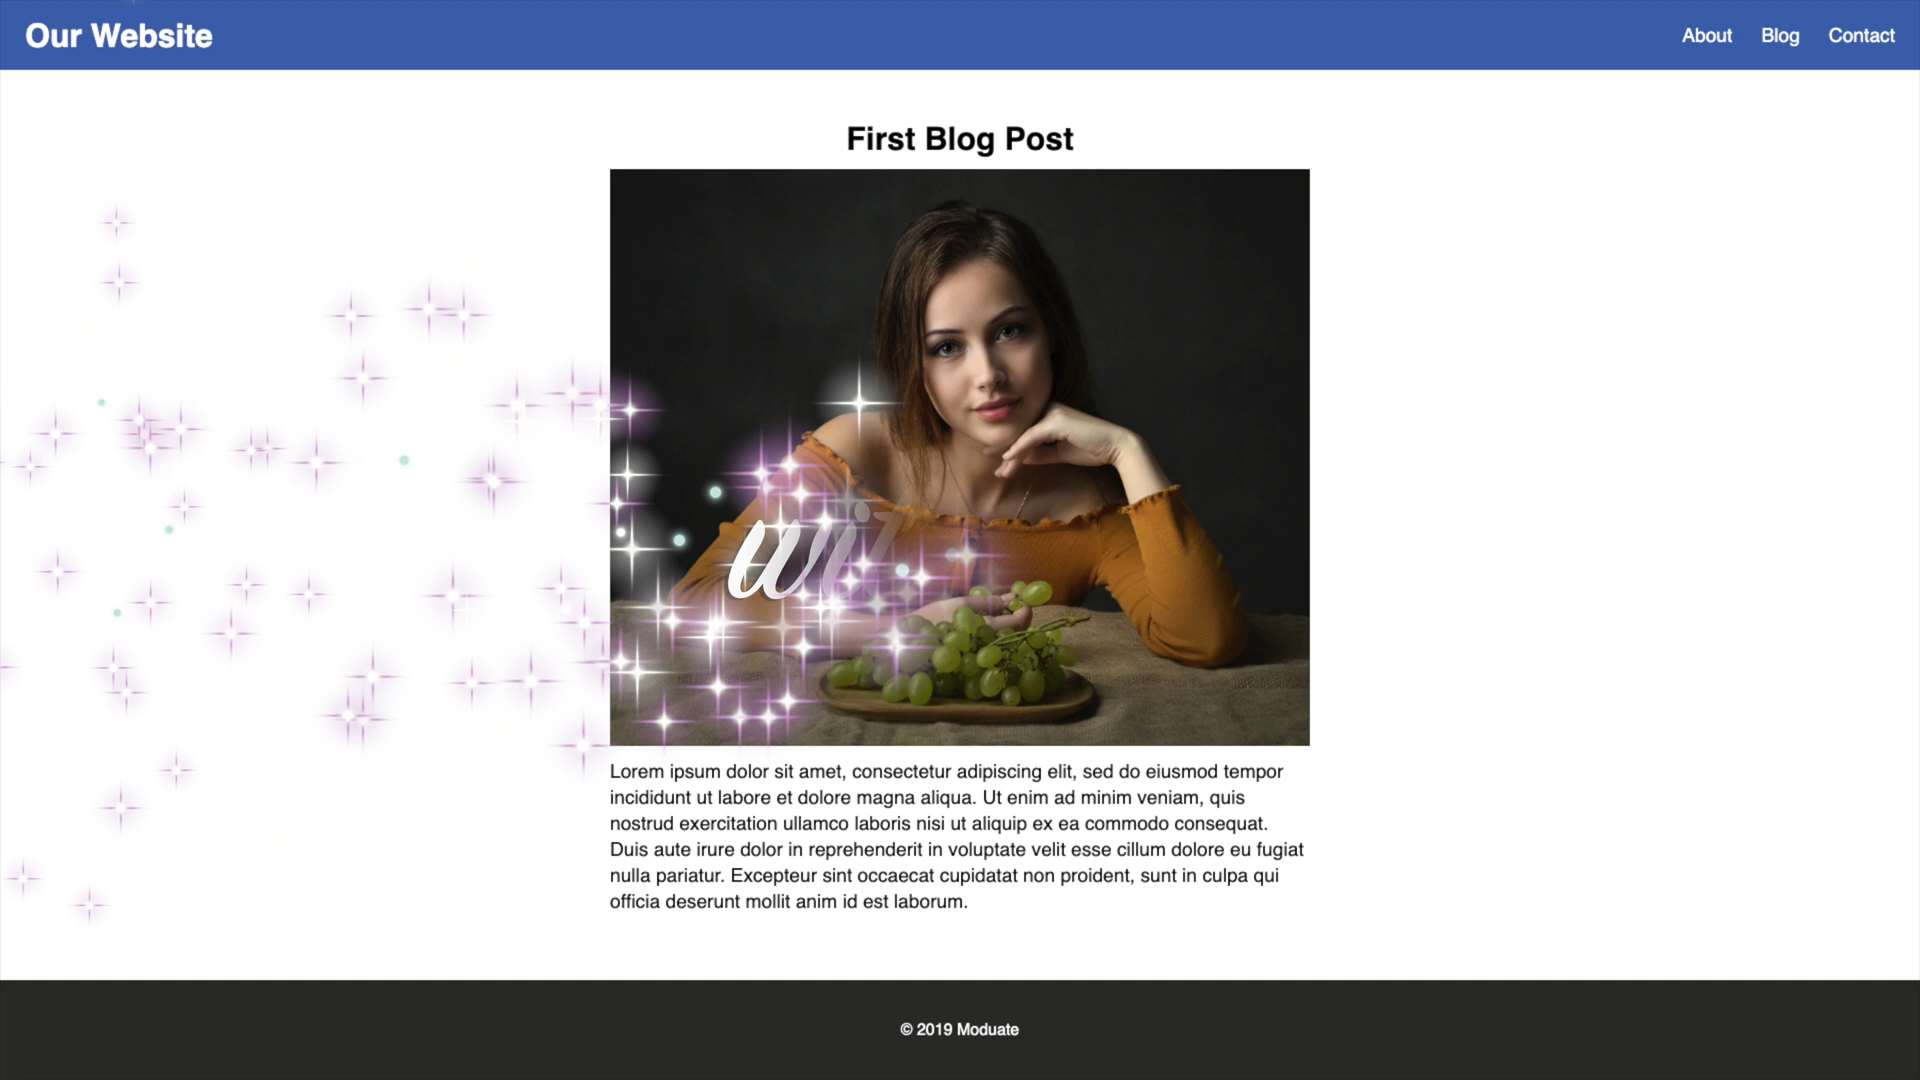 Our Website
About Blog Contact
First Blog Post
wiz
Lorem ipsum dolor sit amet, consectetur adipiscing elit, sed do eiusmod tempor
incididunt ut labore et dolore magna aliqua. Ut enim ad minim veniam, quis
nostrud exercitation ullamco laboris nisi ut aliquip ex ea commodo consequat.
Duis aute irure dolor in reprehenderit in voluptate velit esse cillum dolore eu fugiat
nulla pariatur. Excepteur sint occaecat cupidatat non proident, sunt in culpa qui
officia deserunt mollit anim id est laborum.
© 2019 Moduate